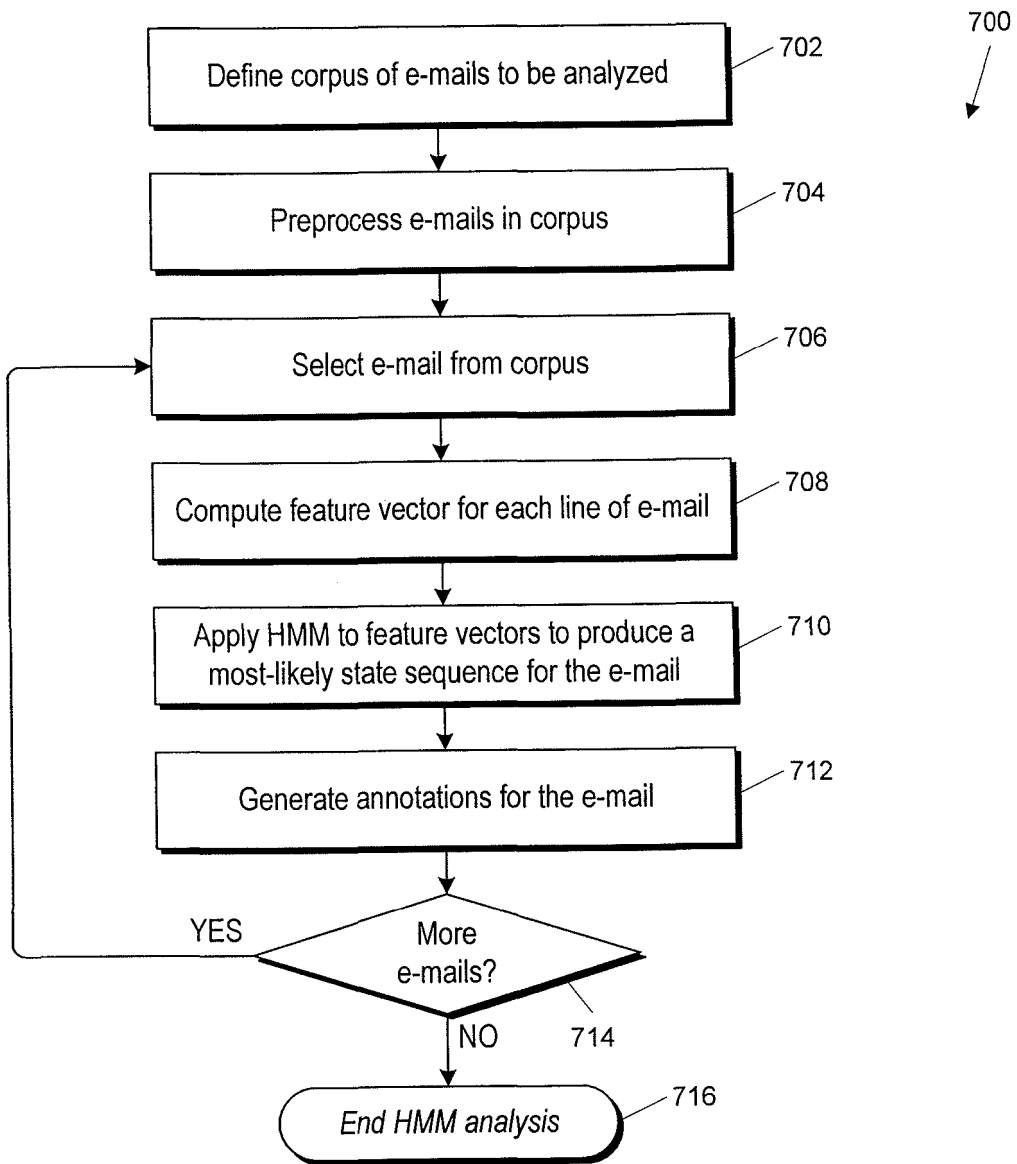 700
Define corpus of e-mails to be analyzed
702
Preprocess e-mails in corpus
704
Select e-mail from corpus
706
Compute feature vector for each line of e-mail
708
Apply HMM to feature vectors to produce a
most-likely state sequence for the e-mail
710
Generate annotations for the e-mail
712
YES
More
e-mails?
714
NO
End HMM analysis
716